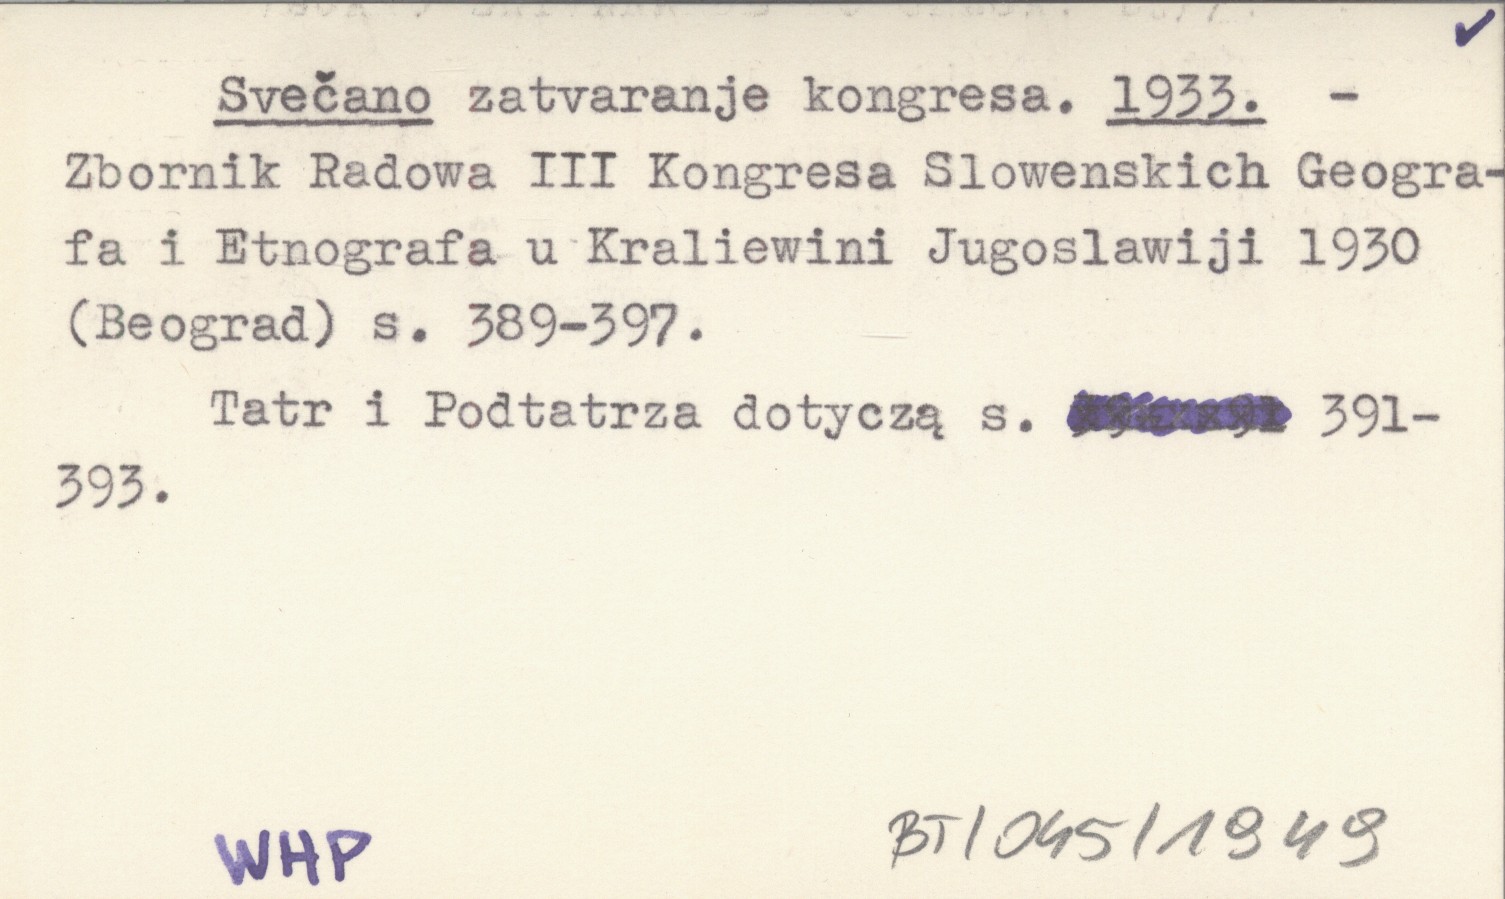 Svečano zatvaranje kongresa. 1933. -
Zbornik Radowa III Kongresa Slowenskich Geogra-
fa i Etnografa u Kraliewini Jugoslawiji 1930
(Beograd) s. 389-397.
Tatr i Podtatrza dotyczą s. 391-
393.
WHP
BT/045/1949